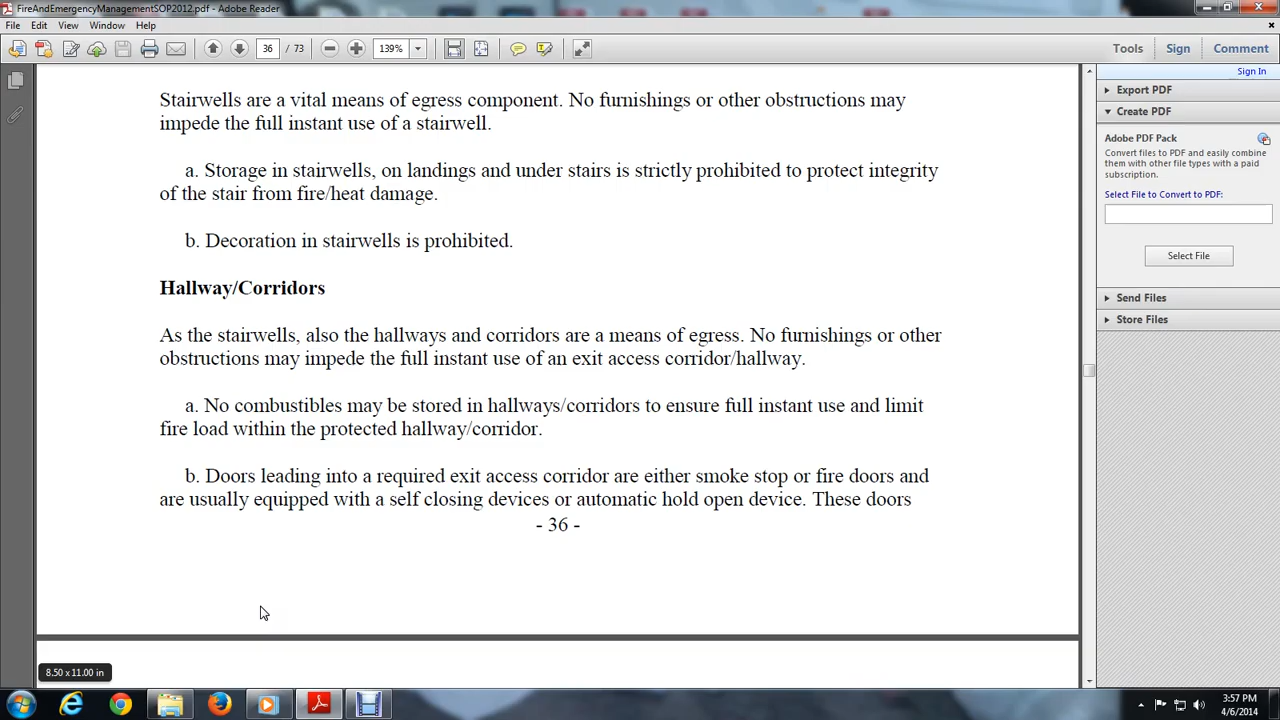 FireAndEmergencyManagementSOP2012.pdf - Adobe Reader
File Edit View Window Help
36 / 73 139% Tools Sign Comment
Sign In
Export PDF
Create PDF
Adobe PDF Pack
Convert files to PDF and easily combine
them with other file types with a paid
subscription.
Select File to Convert to PDF:
Select File
Send Files
Store Files
Stairwells are a vital means of egress component. No furnishings or other obstructions may
impede the full instant use of a stairwell.
a. Storage in stairwells, on landings and under stairs is strictly prohibited to protect integrity
of the stair from fire/heat damage.
b. Decoration in stairwells is prohibited.
Hallway/Corridors
As the stairwells, also the hallways and corridors are a means of egress. No furnishings or other
obstructions may impede the full instant use of an exit access corridor/hallway.
a. No combustibles may be stored in hallways/corridors to ensure full instant use and limit
fire load within the protected hallway/corridor.
b. Doors leading into a required exit access corridor are either smoke stop or fire doors and
are usually equipped with a self closing devices or automatic hold open device. These doors
- 36 -
8.50 x 11.00 in
3:57 PM
4/6/2014